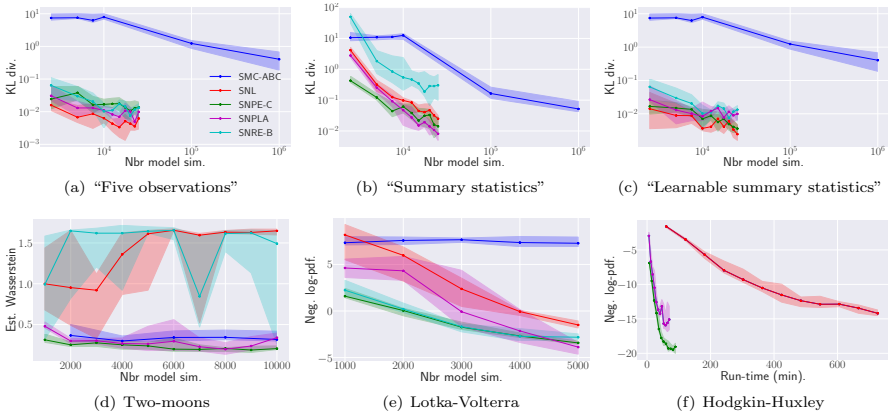 KL div.
10¹
10⁰
10⁻¹
10⁻²
10⁻³
SMC-ABC
SNL
SNPE-C
SNPLA
SNRE-B
10⁴
10⁵
10⁶
Nbr model sim.
(a) “Five observations”
KL div.
10²
10¹
10⁰
10⁻¹
10⁻²
10⁴
10⁵
10⁶
Nbr model sim.
(b) “Summary statistics”
KL div.
10¹
10⁰
10⁻¹
10⁻²
10⁴
10⁵
10⁶
Nbr model sim.
(c) “Learnable summary statistics”
Est. Wasserstein
1.5
1.0
0.5
2000 4000 6000 8000 10000
Nbr model sim.
(d) Two-moons
Neg. log-pdf.
5
0
−5
1000 2000 3000 4000 5000
Nbr model sim.
(e) Lotka-Volterra
Neg. log-pdf.
−5
−10
−15
−20
0 200 400 600
Run-time (min).
(f) Hodgkin-Huxley